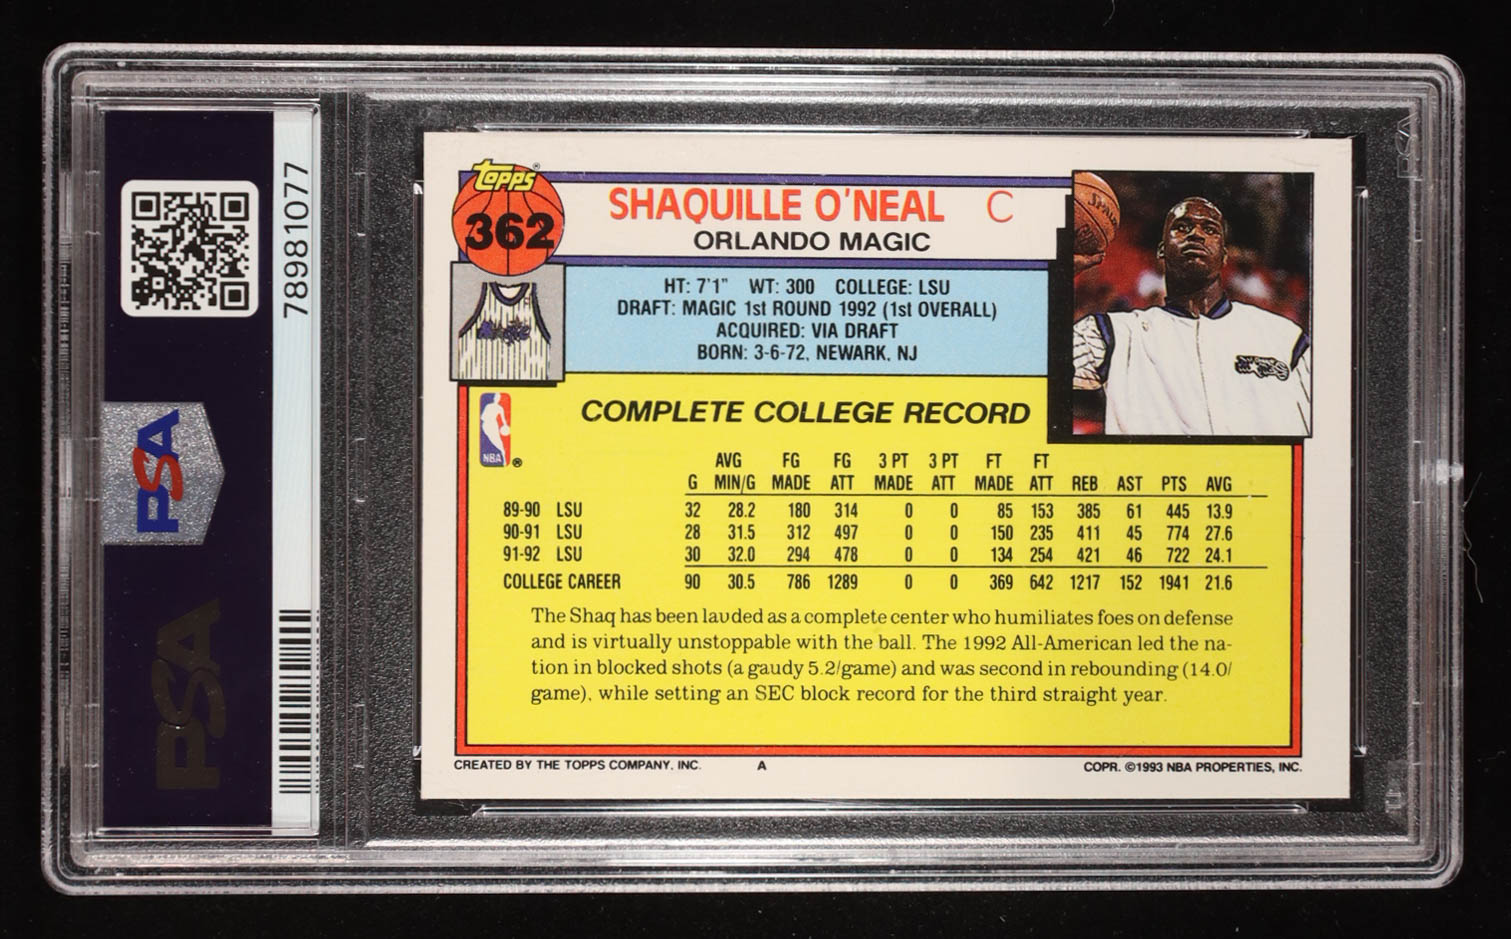 78981077
PSA
PSA
PSA
topps®
362
SHAQUILLE O'NEAL C
ORLANDO MAGIC
HT: 7'1" WT: 300 COLLEGE: LSU
DRAFT: MAGIC 1st ROUND 1992 (1st OVERALL)
ACQUIRED: VIA DRAFT
BORN: 3-6-72, NEWARK, NJ
Magic
NBA ®
COMPLETE COLLEGE RECORD
AVG FG FG 3 PT 3 PT FT FT
G MIN/G MADE ATT MADE ATT MADE ATT REB AST PTS AVG
89-90 LSU 32 28.2 180 314 0 0 85 153 385 61 445 13.9
90-91 LSU 28 31.5 312 497 0 0 150 235 411 45 774 27.6
91-92 LSU 30 32.0 294 478 0 0 134 254 421 46 722 24.1
COLLEGE CAREER 90 30.5 786 1289 0 0 369 642 1217 152 1941 21.6
The Shaq has been lauded as a complete center who humiliates foes on defense
and is virtually unstoppable with the ball. The 1992 All-American led the na-
tion in blocked shots (a gaudy 5.2/game) and was second in rebounding (14.0/
game), while setting an SEC block record for the third straight year.
CREATED BY THE TOPPS COMPANY, INC. A COPR. ©1993 NBA PROPERTIES, INC.